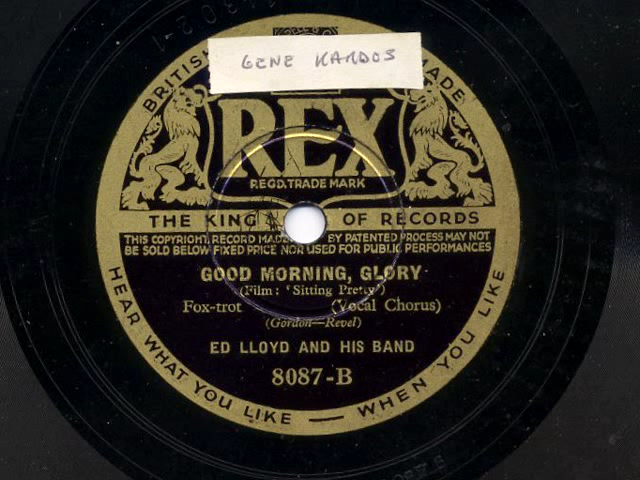 14302-1
GENE KARDOS
BRITISH MADE
REX
REGD. TRADE MARK
THE KING OF RECORDS
THIS COPYRIGHT RECORD MADE BY PATENTED PROCESS MAY NOT
BE SOLD BELOW FIXED PRICE NOR USED FOR PUBLIC PERFORMANCES
GOOD MORNING, GLORY
(Film: 'Sitting Pretty')
Fox-trot (Vocal Chorus)
(Gordon—Revel)
ED LLOYD AND HIS BAND
8087-B
HEAR WHAT YOU LIKE — WHEN YOU LIKE